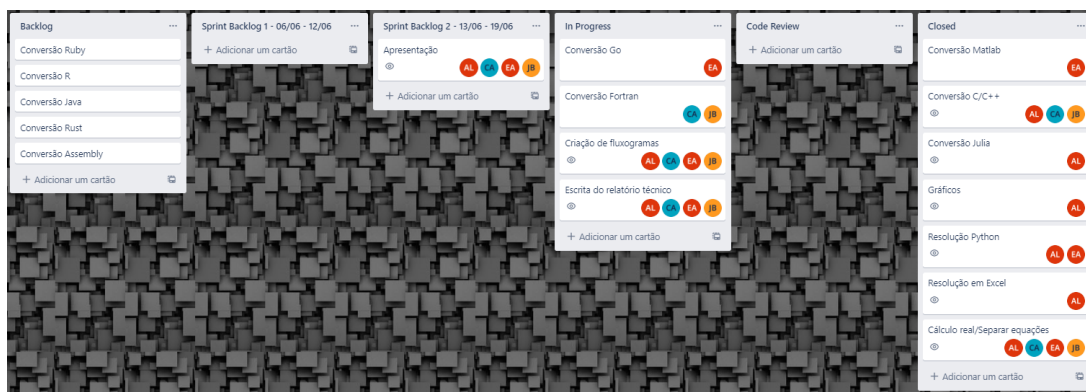 Backlog
Conversão Ruby
Conversão R
Conversão Java
Conversão Rust
Conversão Assembly
+ Adicionar um cartão
Sprint Backlog 1 - 06/06 - 12/06
+ Adicionar um cartão
Sprint Backlog 2 - 13/06 - 19/06
Apresentação
AL CA EA JB
+ Adicionar um cartão
In Progress
Conversão Go
EA
Conversão Fortran
CA JB
Criação de fluxogramas
AL CA EA JB
Escrita do relatório técnico
AL CA EA JB
+ Adicionar um cartão
Code Review
+ Adicionar um cartão
Closed
Conversão Matlab
EA
Conversão C/C++
AL CA JB
Conversão Julia
AL
Gráficos
AL
Resolução Python
AL EA
Resolução em Excel
AL
Cálculo real/Separar equações
AL CA EA JB
+ Adicionar um cartão